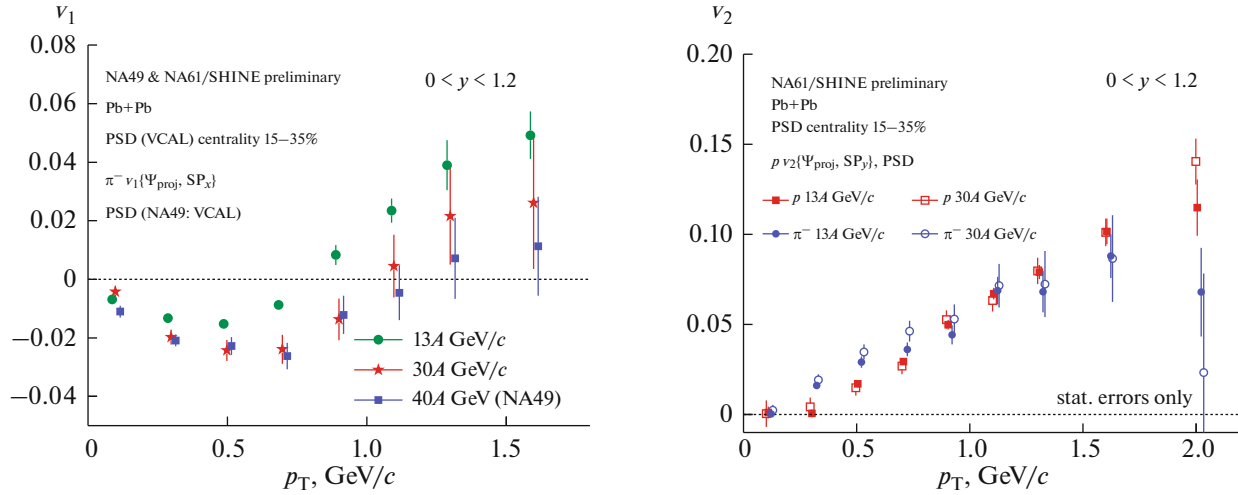 v1
0.08
0.06
0.04
0.02
0
−0.02
−0.04
NA49 & NA61/SHINE preliminary
0 < y < 1.2
Pb+Pb
PSD (VCAL) centrality 15−35%
π− v1{Ψproj, SPx}
PSD (NA49: VCAL)
13A GeV/c
30A GeV/c
40A GeV (NA49)
0 0.5 1.0 1.5
pT, GeV/c
v2
0.20
0.15
0.10
0.05
0
NA61/SHINE preliminary
0 < y < 1.2
Pb+Pb
PSD centrality 15−35%
p v2{Ψproj, SPy}, PSD
p 13A GeV/c p 30A GeV/c
π− 13A GeV/c π− 30A GeV/c
stat. errors only
0 0.5 1.0 1.5 2.0
pT, GeV/c